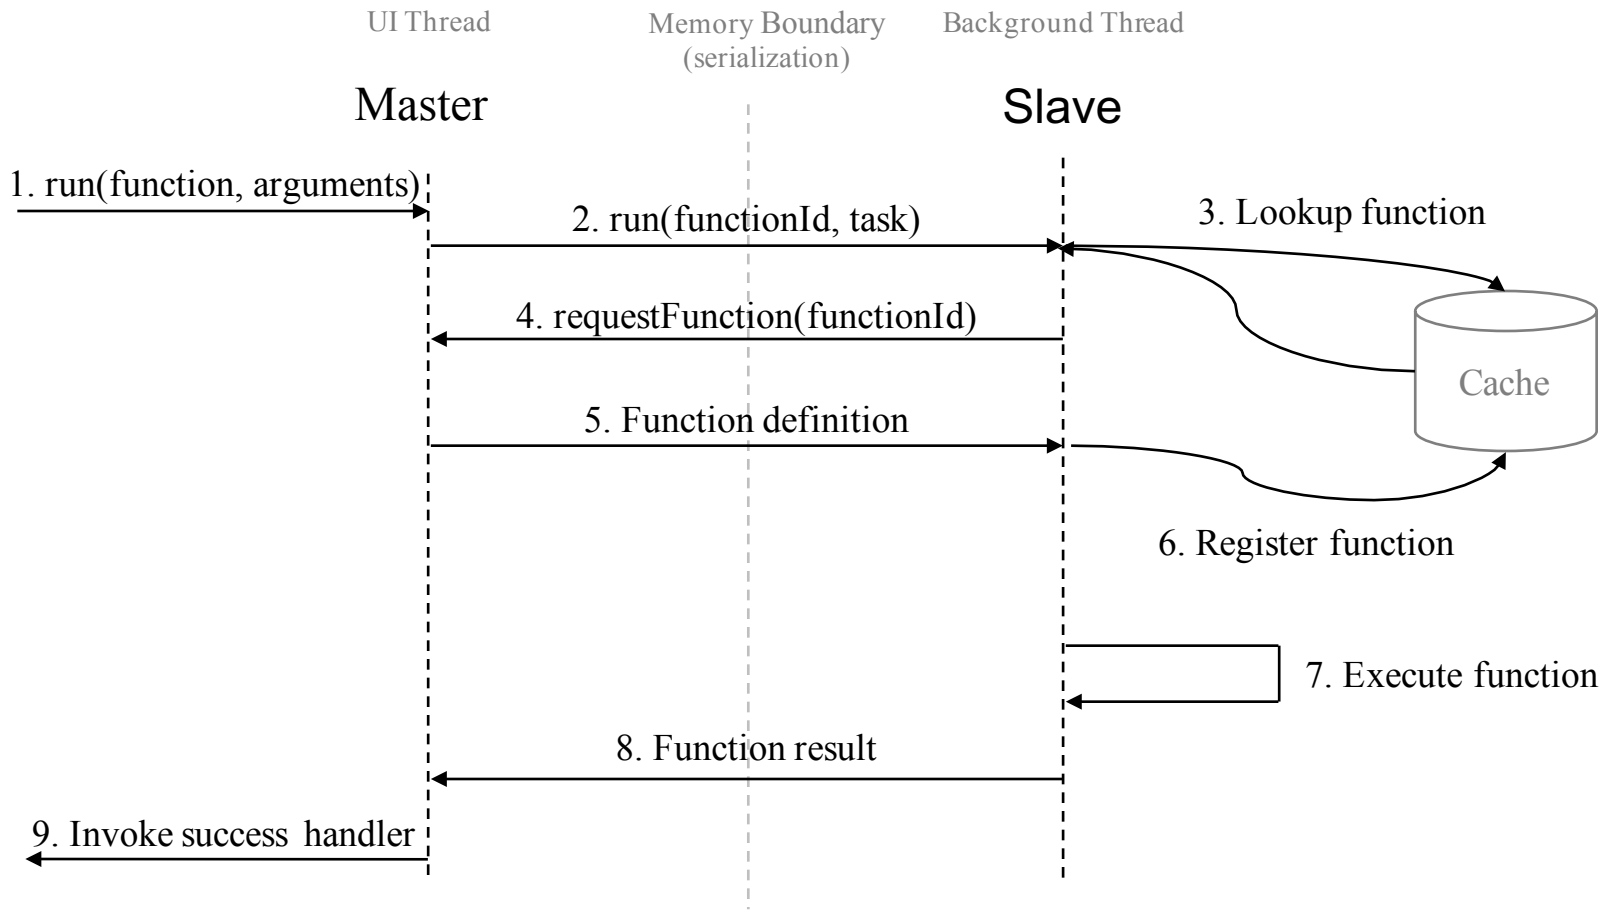 UI Thread
Memory Boundary
(serialization)
Background Thread
Master
Slave
1. run(function, arguments)
2. run(functionId, task)
3. Lookup function
4. requestFunction(functionId)
Cache
5. Function definition
6. Register function
7. Execute function
8. Function result
9. Invoke success handler